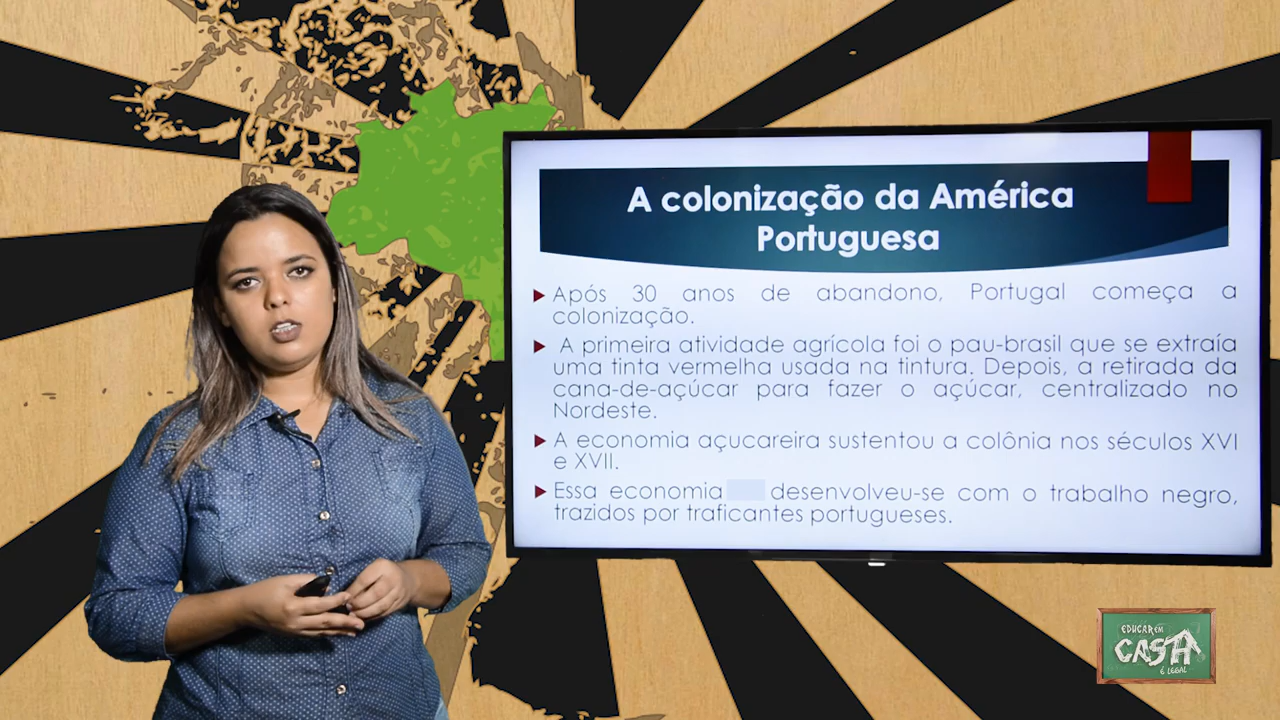 A colonização da América
Portuguesa
Após 30 anos de abandono, Portugal começa a
colonização.
A primeira atividade agrícola foi o pau-brasil que se extraía
uma tinta vermelha usada na tintura. Depois, a retirada da
cana-de-açúcar para fazer o açúcar, centralizado no
Nordeste.
A economia açucareira sustentou a colônia nos séculos XVI
e XVII.
Essa economia desenvolveu-se com o trabalho negro,
trazidos por traficantes portugueses.
EDUCAR EM
CASA
É LEGAL